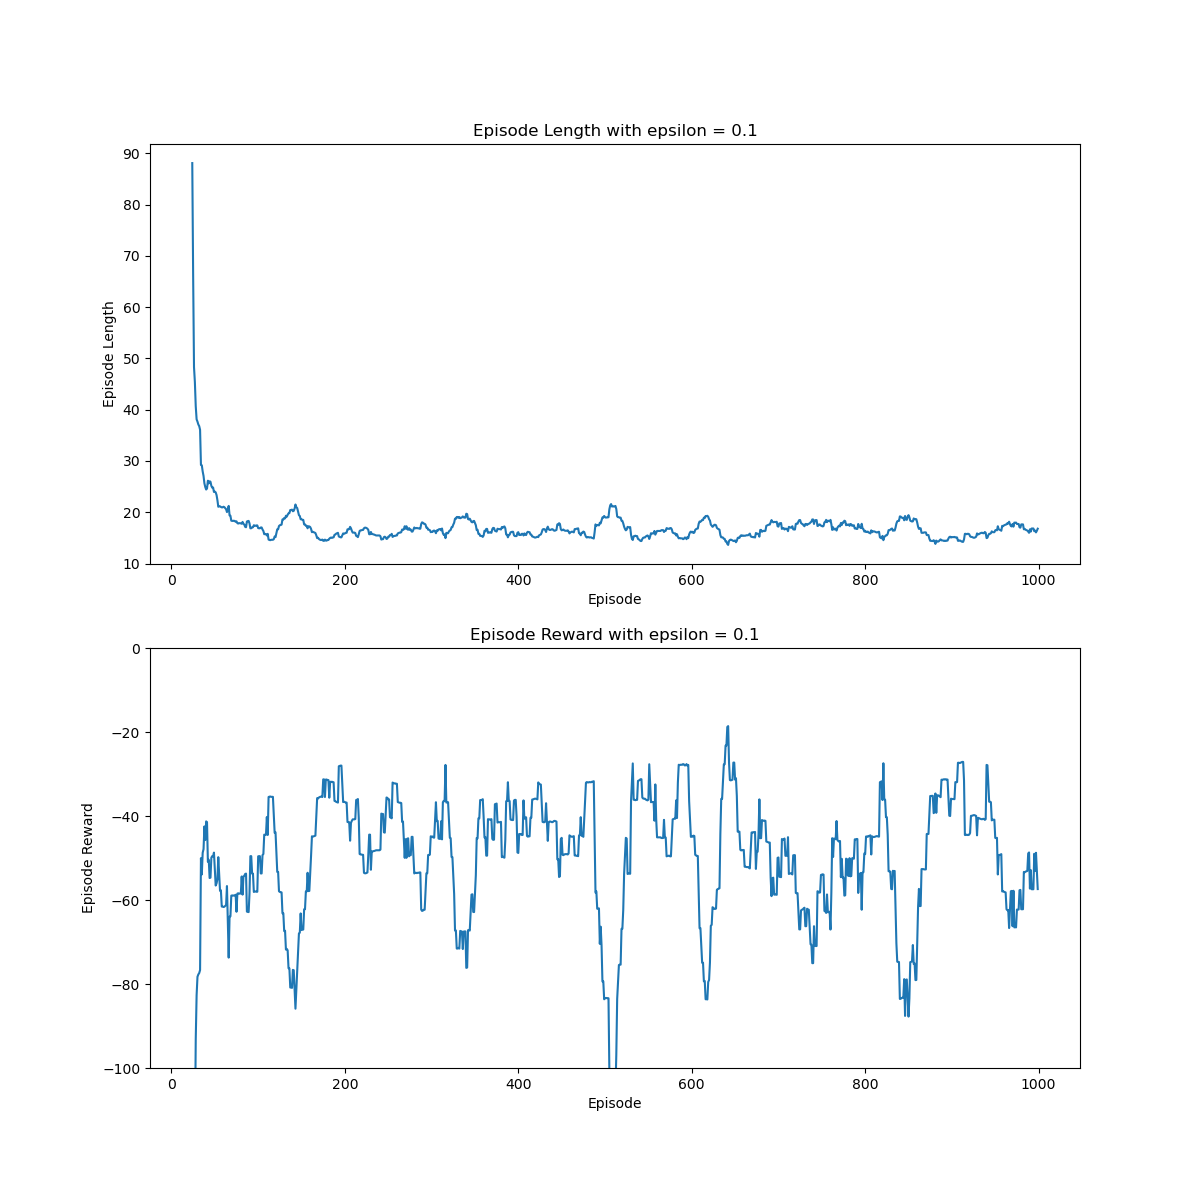 Episode Length with epsilon = 0.1
90
80
70
60
50
40
30
20
10
Episode Length
0 200 400 600 800 1000
Episode
Episode Reward with epsilon = 0.1
0
−20
−40
−60
−80
−100
Episode Reward
0 200 400 600 800 1000
Episode